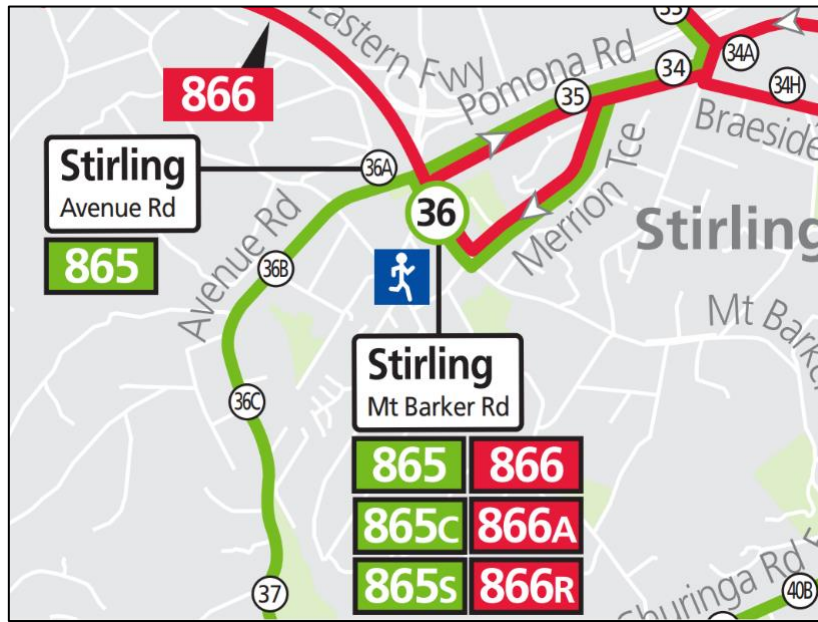 Eastern Fwy
33
34A
34H
34
Pomona Rd
35
Braeside
866
Stirling
Avenue Rd
865
36A
36
Merrion Tce
Stirling
Avenue Rd
36B
Mt Barker
Stirling
Mt Barker Rd
36C
865 866
865C 866A
865S 866R
37
Churinga Rd
40B